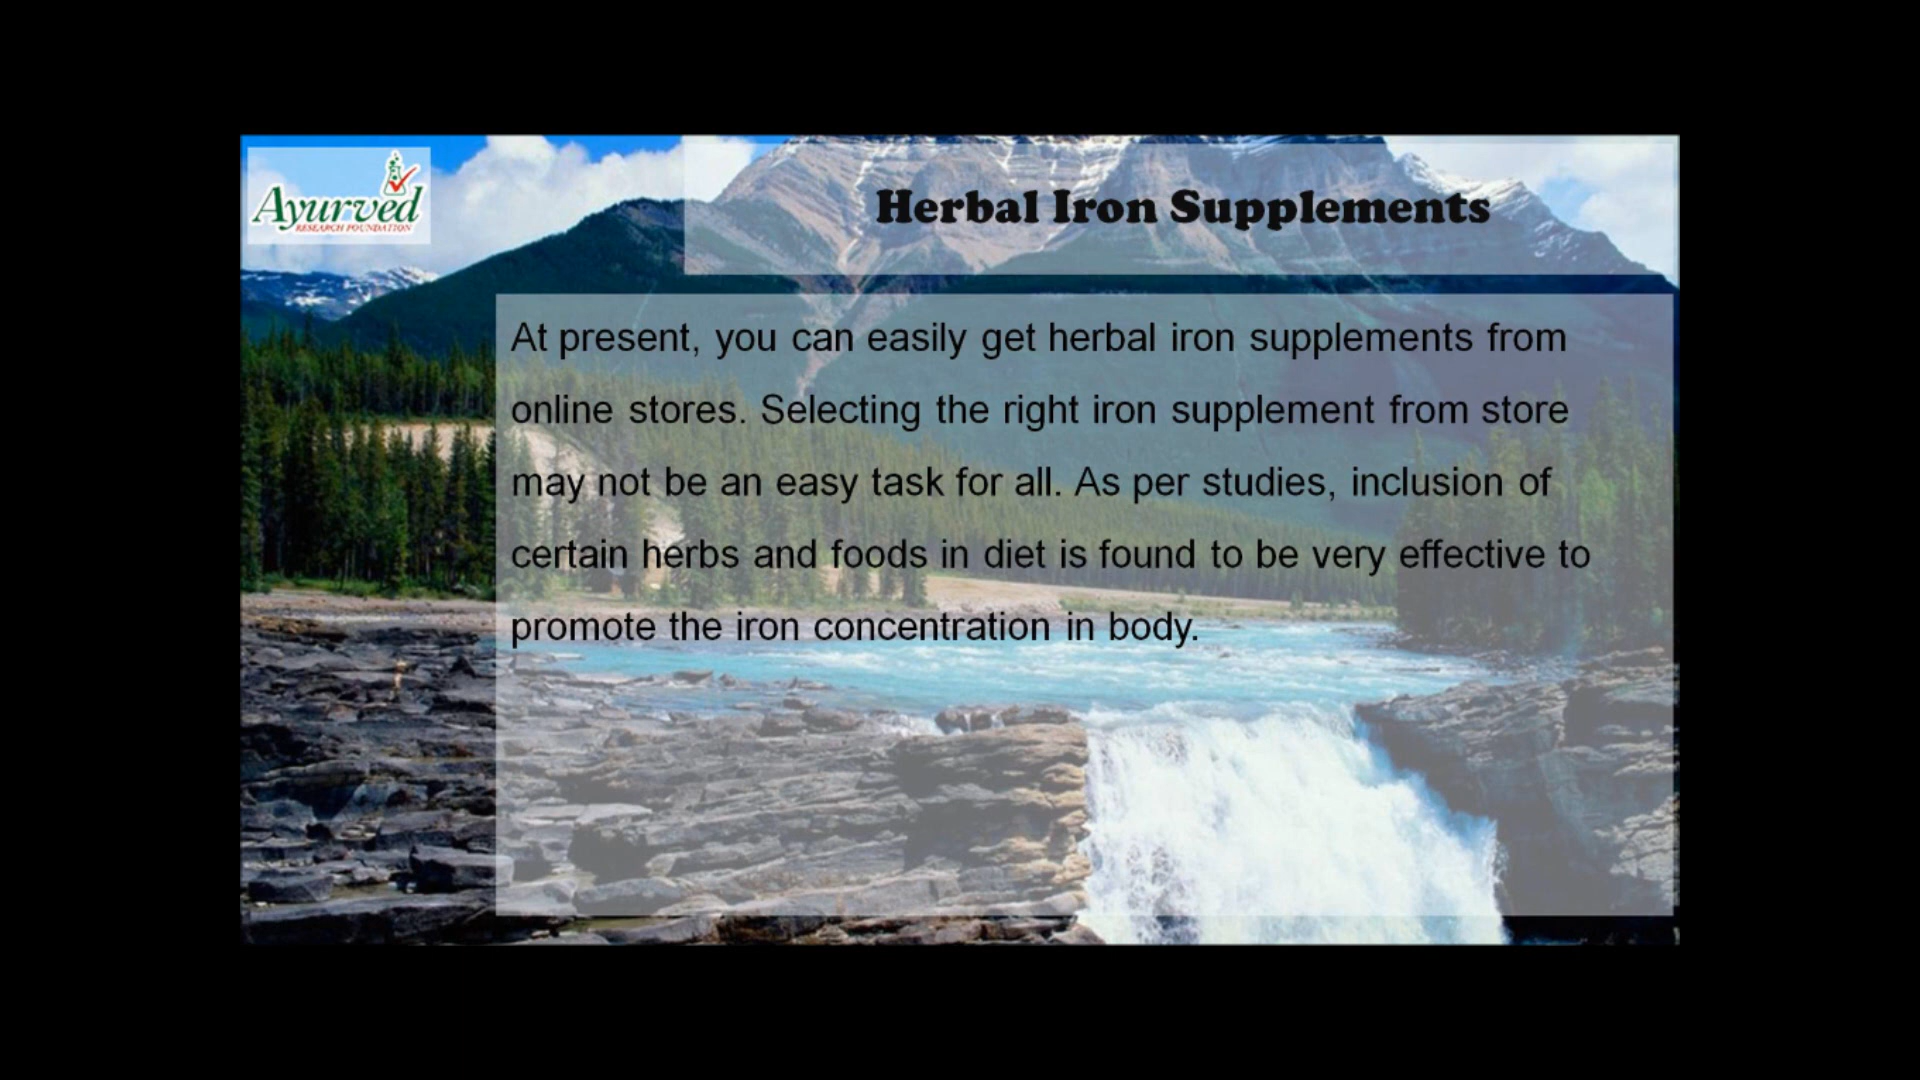 Ayurved
RESEARCH FOUNDATION
Herbal Iron Supplements
At present, you can easily get herbal iron supplements from
online stores. Selecting the right iron supplement from store
may not be an easy task for all. As per studies, inclusion of
certain herbs and foods in diet is found to be very effective to
promote the iron concentration in body.